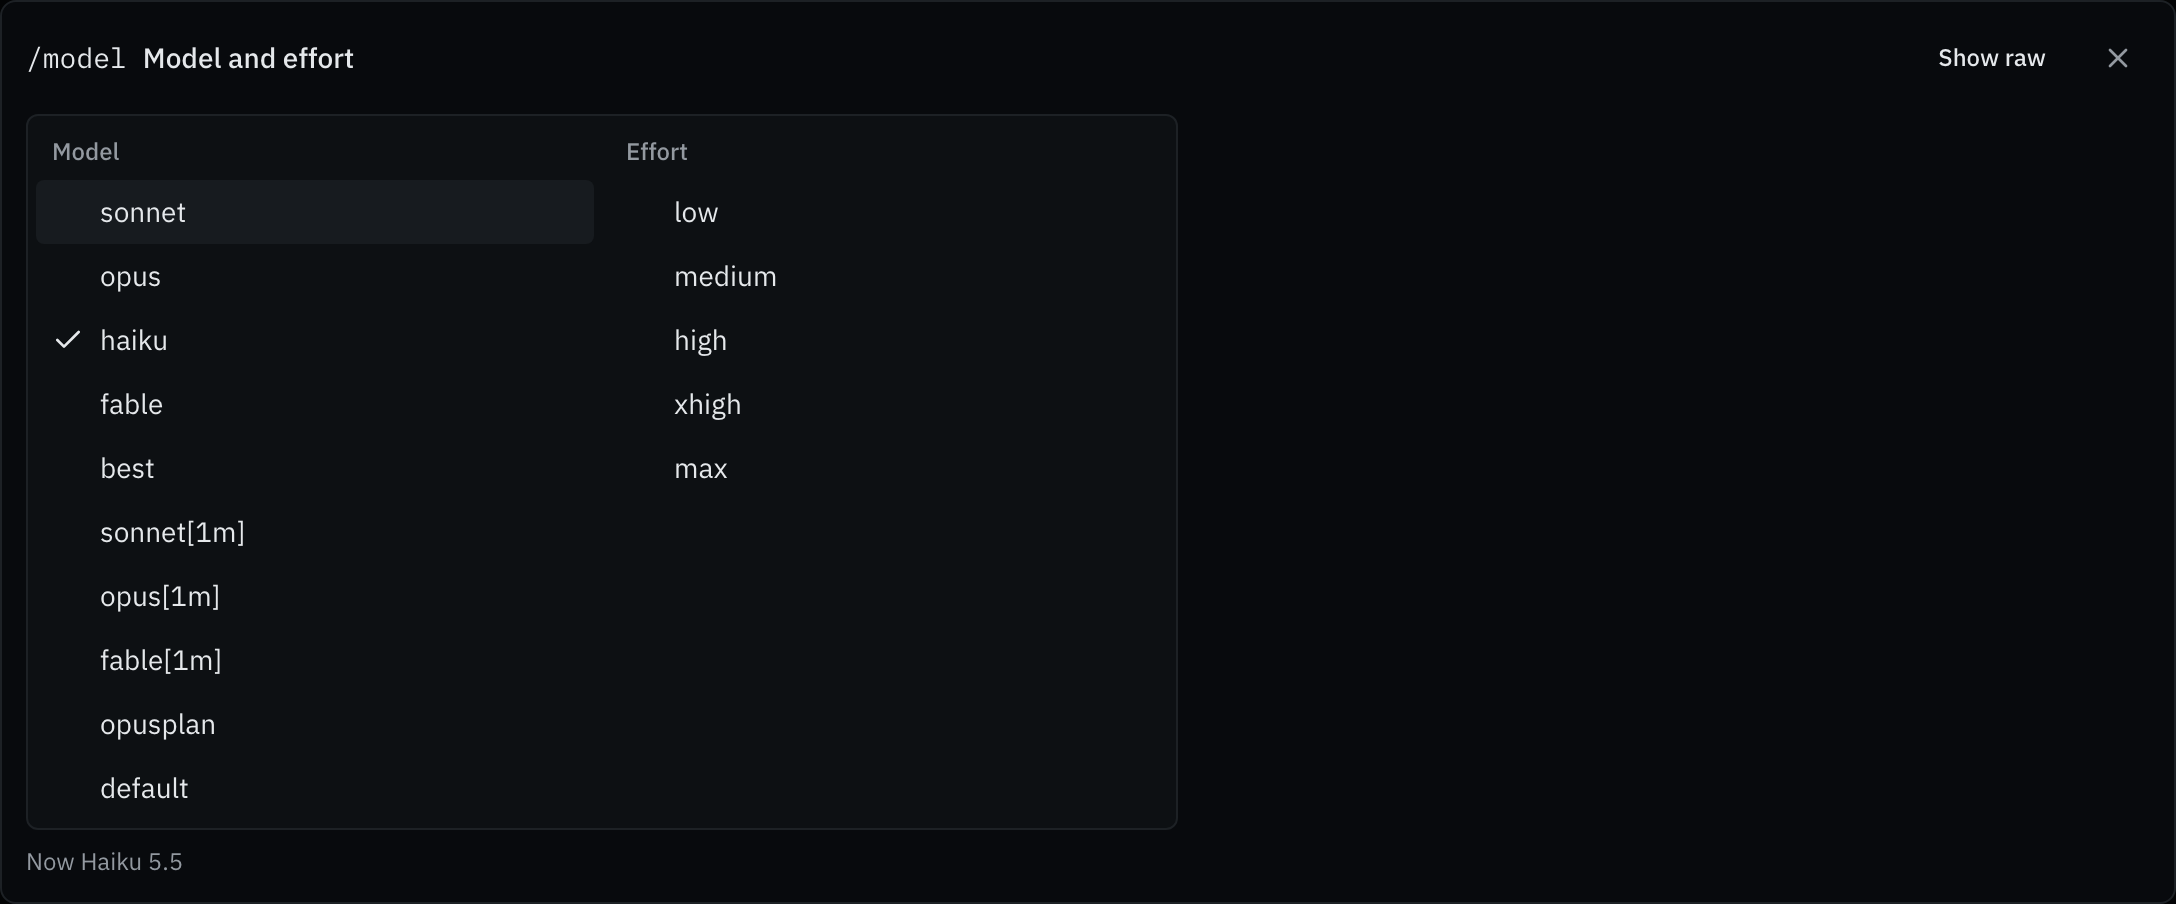 /model Model and effort Show raw
Model Effort
sonnet low
opus medium
haiku high
fable xhigh
best max
sonnet[1m]
opus[1m]
fable[1m]
opusplan
default
Now Haiku 5.5